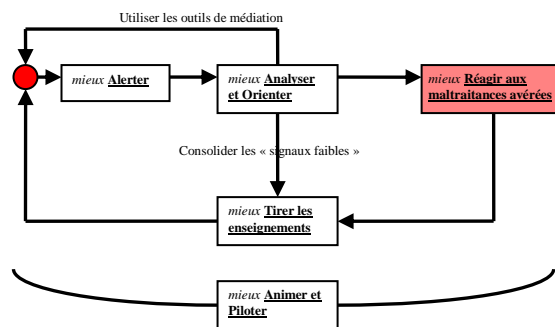 Utiliser les outils de médiation
mieux Alerter
mieux Analyser
et Orienter
mieux Réagir aux
maltraitances avérées
Consolider les « signaux faibles »
mieux Tirer les
enseignements
mieux Animer et
Piloter